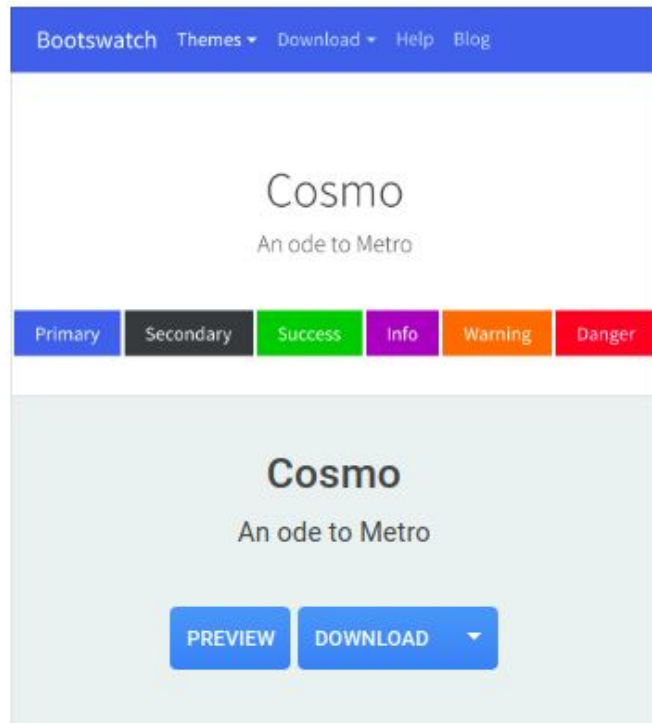 Bootswatch Themes Download Help Blog
Cosmo
An ode to Metro
Primary Secondary Success Info Warning Danger
Cosmo
An ode to Metro
PREVIEW DOWNLOAD